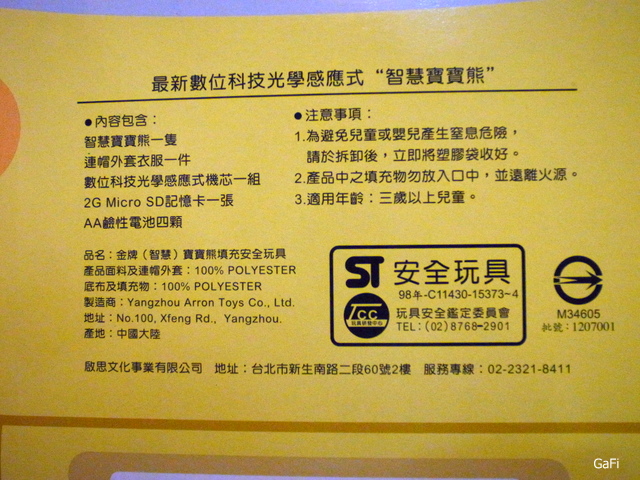 最新數位科技光學感應式 “智慧寶寶熊”
●內容包含：
智慧寶寶熊一隻
連帽外套衣服一件
數位科技光學感應式機芯一組
2G Micro SD記憶卡一張
AA鹼性電池四顆
●注意事項：
1.為避免兒童或嬰兒產生窒息危險，
請於拆卸後，立即將塑膠袋收好。
2.產品中之填充物勿放入口中，並遠離火源。
3.適用年齡：三歲以上兒童。
品名：金牌（智慧）寶寶熊填充安全玩具
產品面料及連帽外套：100% POLYESTER
底布及填充物：100% POLYESTER
製造商：Yangzhou Arron Toys Co., Ltd.
地址：No.100, Xfeng Rd., Yangzhou.
產地：中國大陸
ST 安全玩具
98年-C11430-15373~4
TCC
玩具研發中心
玩具安全鑑定委員會
TEL：(02)8768-2901
M34605
批號：1207001
啟思文化事業有限公司 地址：台北市新生南路二段60號2樓 服務專線：02-2321-8411
GaFi